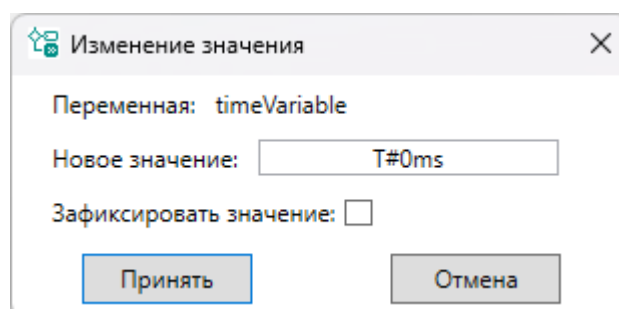 Изменение значения
Переменная: timeVariable
Новое значение: T#0ms
Зафиксировать значение:
Принять Отмена